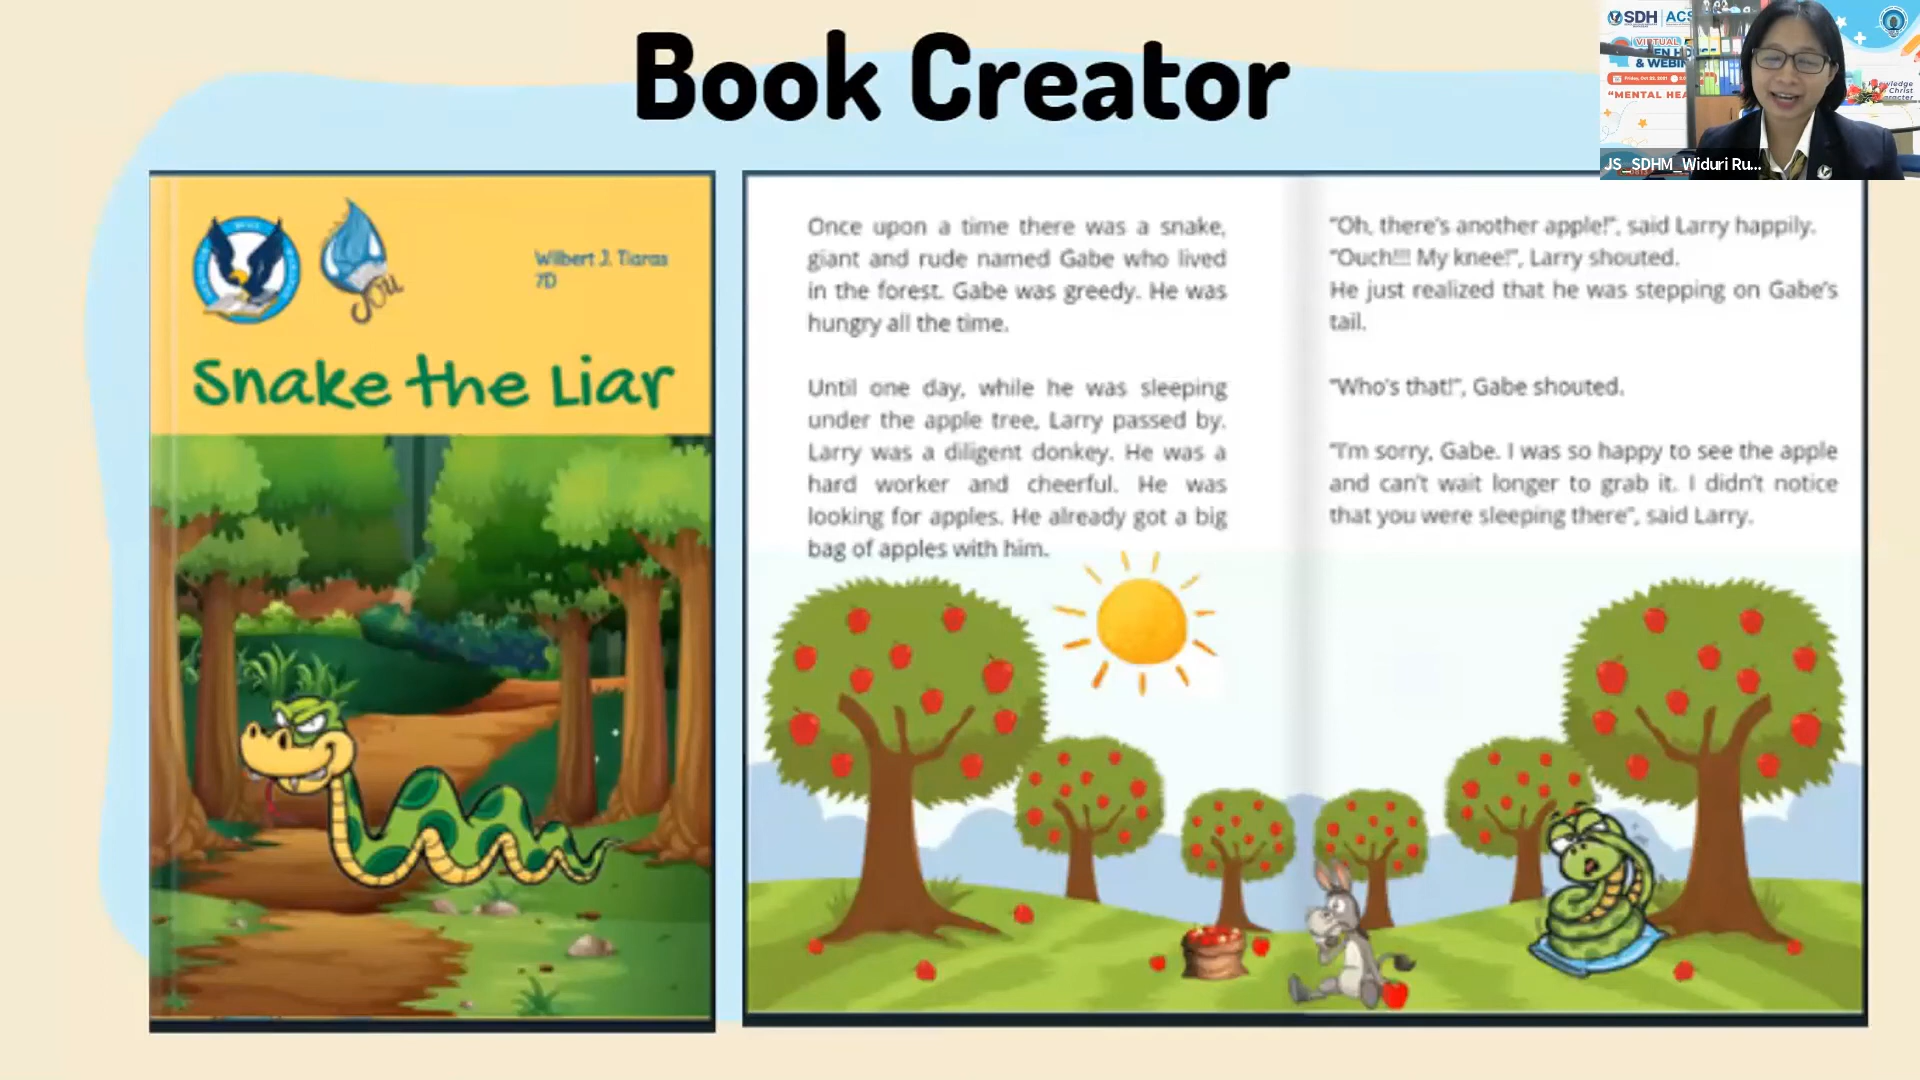 Book Creator
Wilbert J. Tiaras
7D
you
Snake the Liar
Once upon a time there was a snake,
giant and rude named Gabe who lived
in the forest. Gabe was greedy. He was
hungry all the time.
Until one day, while he was sleeping
under the apple tree, Larry passed by.
Larry was a diligent donkey. He was a
hard worker and cheerful. He was
looking for apples. He already got a big
bag of apples with him.
"Oh, there's another apple!", said Larry happily.
"Ouch!!! My knee!", Larry shouted.
He just realized that he was stepping on Gabe's
tail.
"Who's that!", Gabe shouted.
"I'm sorry, Gabe. I was so happy to see the apple
and can't wait longer to grab it. I didn't notice
that you were sleeping there", said Larry.
SDH | ACS
VIRTUAL
& WEBIN
Friday, Oct
"MENTAL HEA
Christ
JS_SDHM_Widuri Ru...